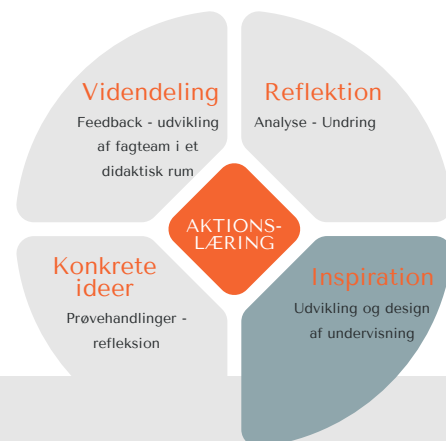 Videndeling
Feedback - udvikling
af fagteam i et
didaktisk rum
Reflektion
Analyse - Undring
AKTIONS-
LÆRING
Konkrete
ideer
Prøvehandlinger -
refleksion
Inspiration
Udvikling og design
af undervisning